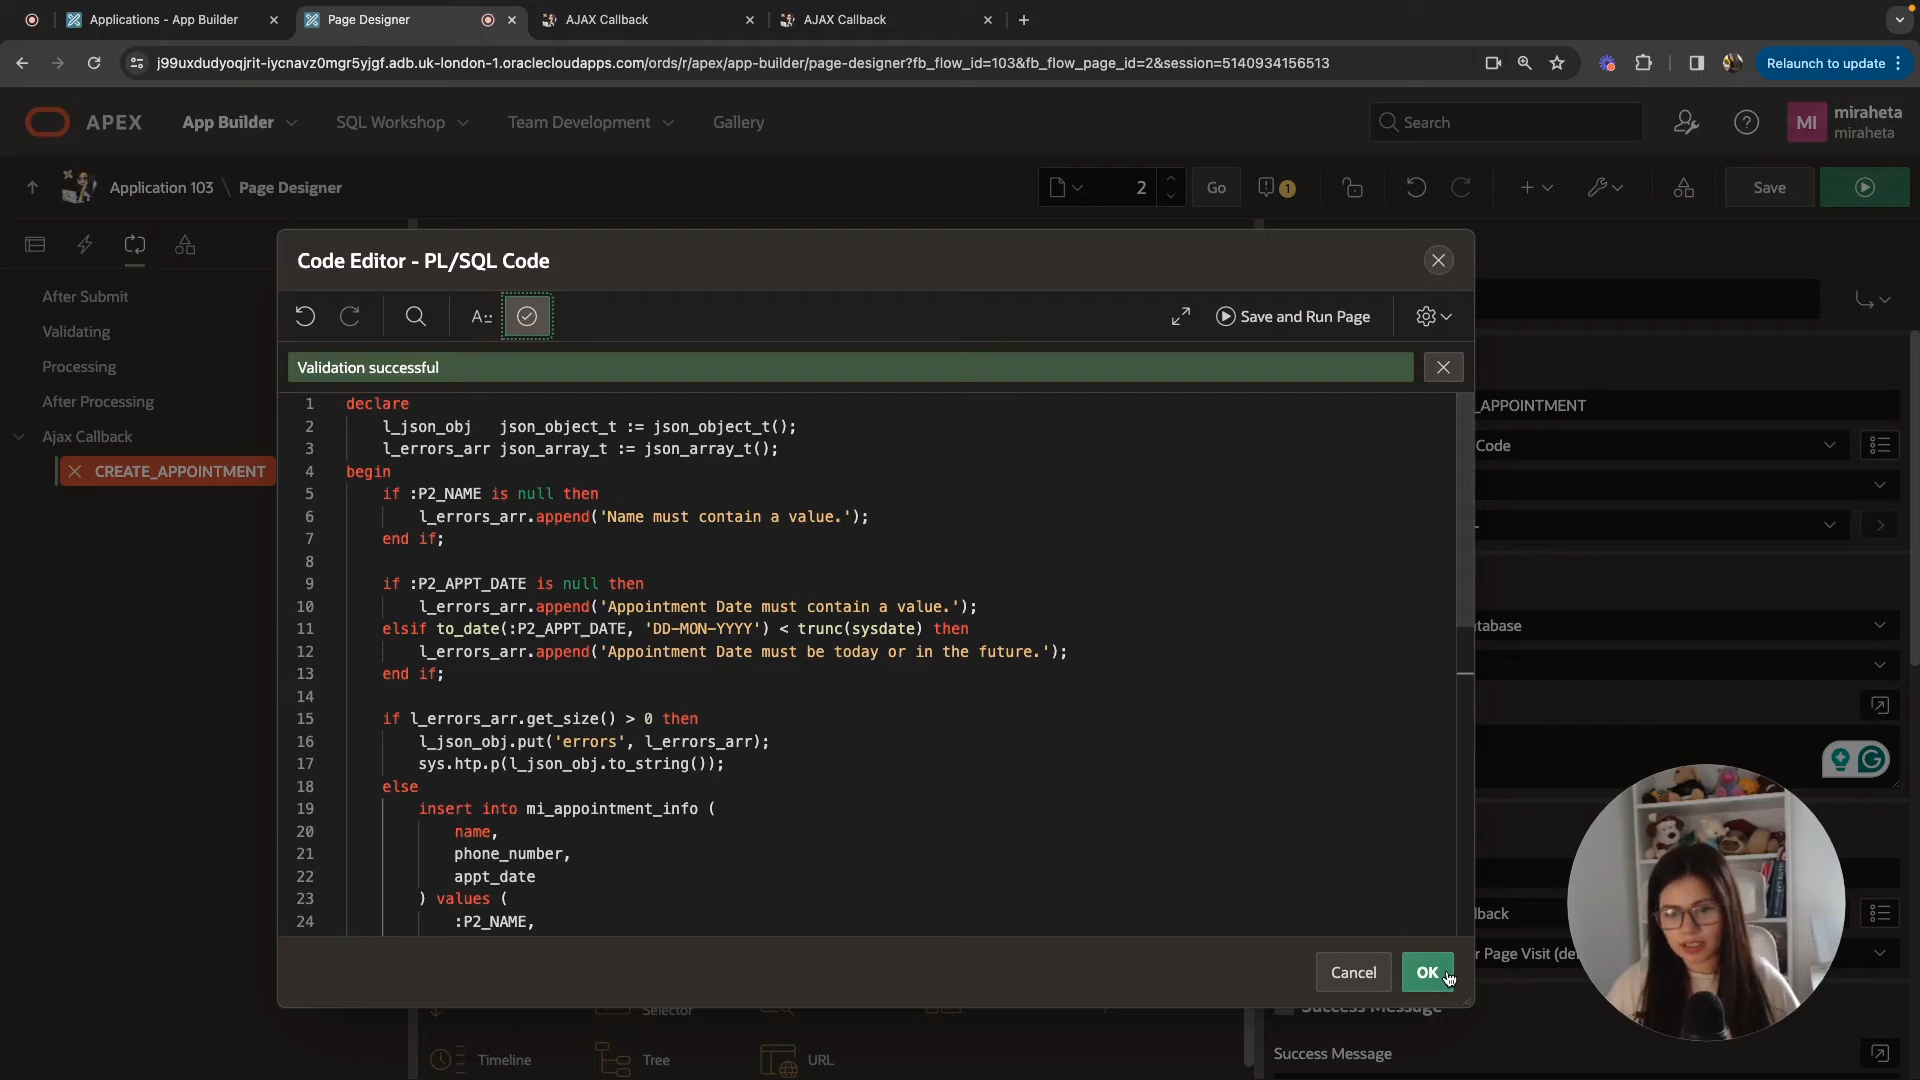 Applications - App Builder
Page Designer
AJAX Callback
AJAX Callback
j99uxdudyoqjrit-iycnavz0mgr5yjgf.adb.uk-london-1.oraclecloudapps.com/ords/r/apex/app-builder/page-designer?fb_flow_id=103&fb_flow_page_id=2&session=5140934156313
Relaunch to update
APEX
App Builder
SQL Workshop
Team Development
Gallery
Search
MI
miraheta
miraheta
Application 103 \ Page Designer
2
Go
1
Save
Code Editor - PL/SQL Code
After Submit
Validating
Processing
After Processing
Ajax Callback
CREATE_APPOINTMENT
A::
Save and Run Page
Validation successful
1 declare
2 l_json_obj json_object_t := json_object_t();
3 l_errors_arr json_array_t := json_array_t();
4 begin
5 if :P2_NAME is null then
6 l_errors_arr.append('Name must contain a value.');
7 end if;
8
9 if :P2_APPT_DATE is null then
10 l_errors_arr.append('Appointment Date must contain a value.');
11 elsif to_date(:P2_APPT_DATE, 'DD-MON-YYYY') < trunc(sysdate) then
12 l_errors_arr.append('Appointment Date must be today or in the future.');
13 end if;
14
15 if l_errors_arr.get_size() > 0 then
16 l_json_obj.put('errors', l_errors_arr);
17 sys.htp.p(l_json_obj.to_string());
18 else
19 insert into mi_appointment_info (
20 name,
21 phone_number,
22 appt_date
23 ) values (
24 :P2_NAME,
_APPOINTMENT
Code
tabase
lback
r Page Visit (de
Cancel
OK
Selector
Success Message
Timeline
Tree
URL
Success Message